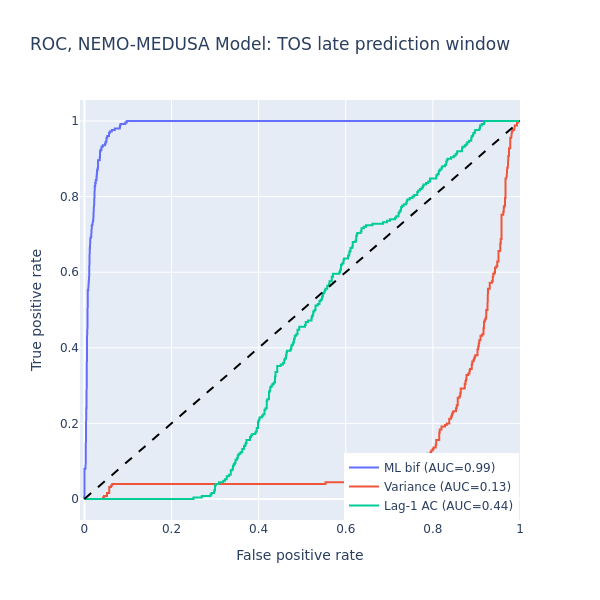 ROC, NEMO-MEDUSA Model: TOS late prediction window
True positive rate
1
0.8
0.6
0.4
0.2
0
ML bif (AUC=0.99)
Variance (AUC=0.13)
Lag-1 AC (AUC=0.44)
0 0.2 0.4 0.6 0.8 1
False positive rate